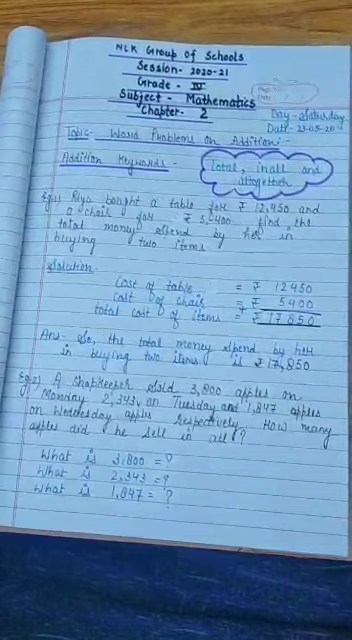 NLK Group of Schools
Session- 2020-21
Grade - IV
Subject - Mathematics
Chapter- 2
Day - Saturday
Date- 23-05-20
Topic- Word Problems on Addition:-
Addition Keywords -
Total, inall and
altogether
Eg:1) Riya bought a table for ₹ 12,450 and
a chair for ₹ 5,400. find the
total money spend by her in
buying two items
Solution
Cost of table = ₹ 12450
Cost of chair = ₹ 5400
total cost of items = ₹ 17850
Ans- So, the total money spend by her
in buying two items is ₹17,850
Eg:2) A shopkeeper sold 3,800 apples on
Monday 2,343 on Tuesday and 1,847 apples
on Wednesday apples respectively. How many
apples did he sell in all?
What is 3,800 = ?
What is 2,343 = ?
What is 1,847 = ?